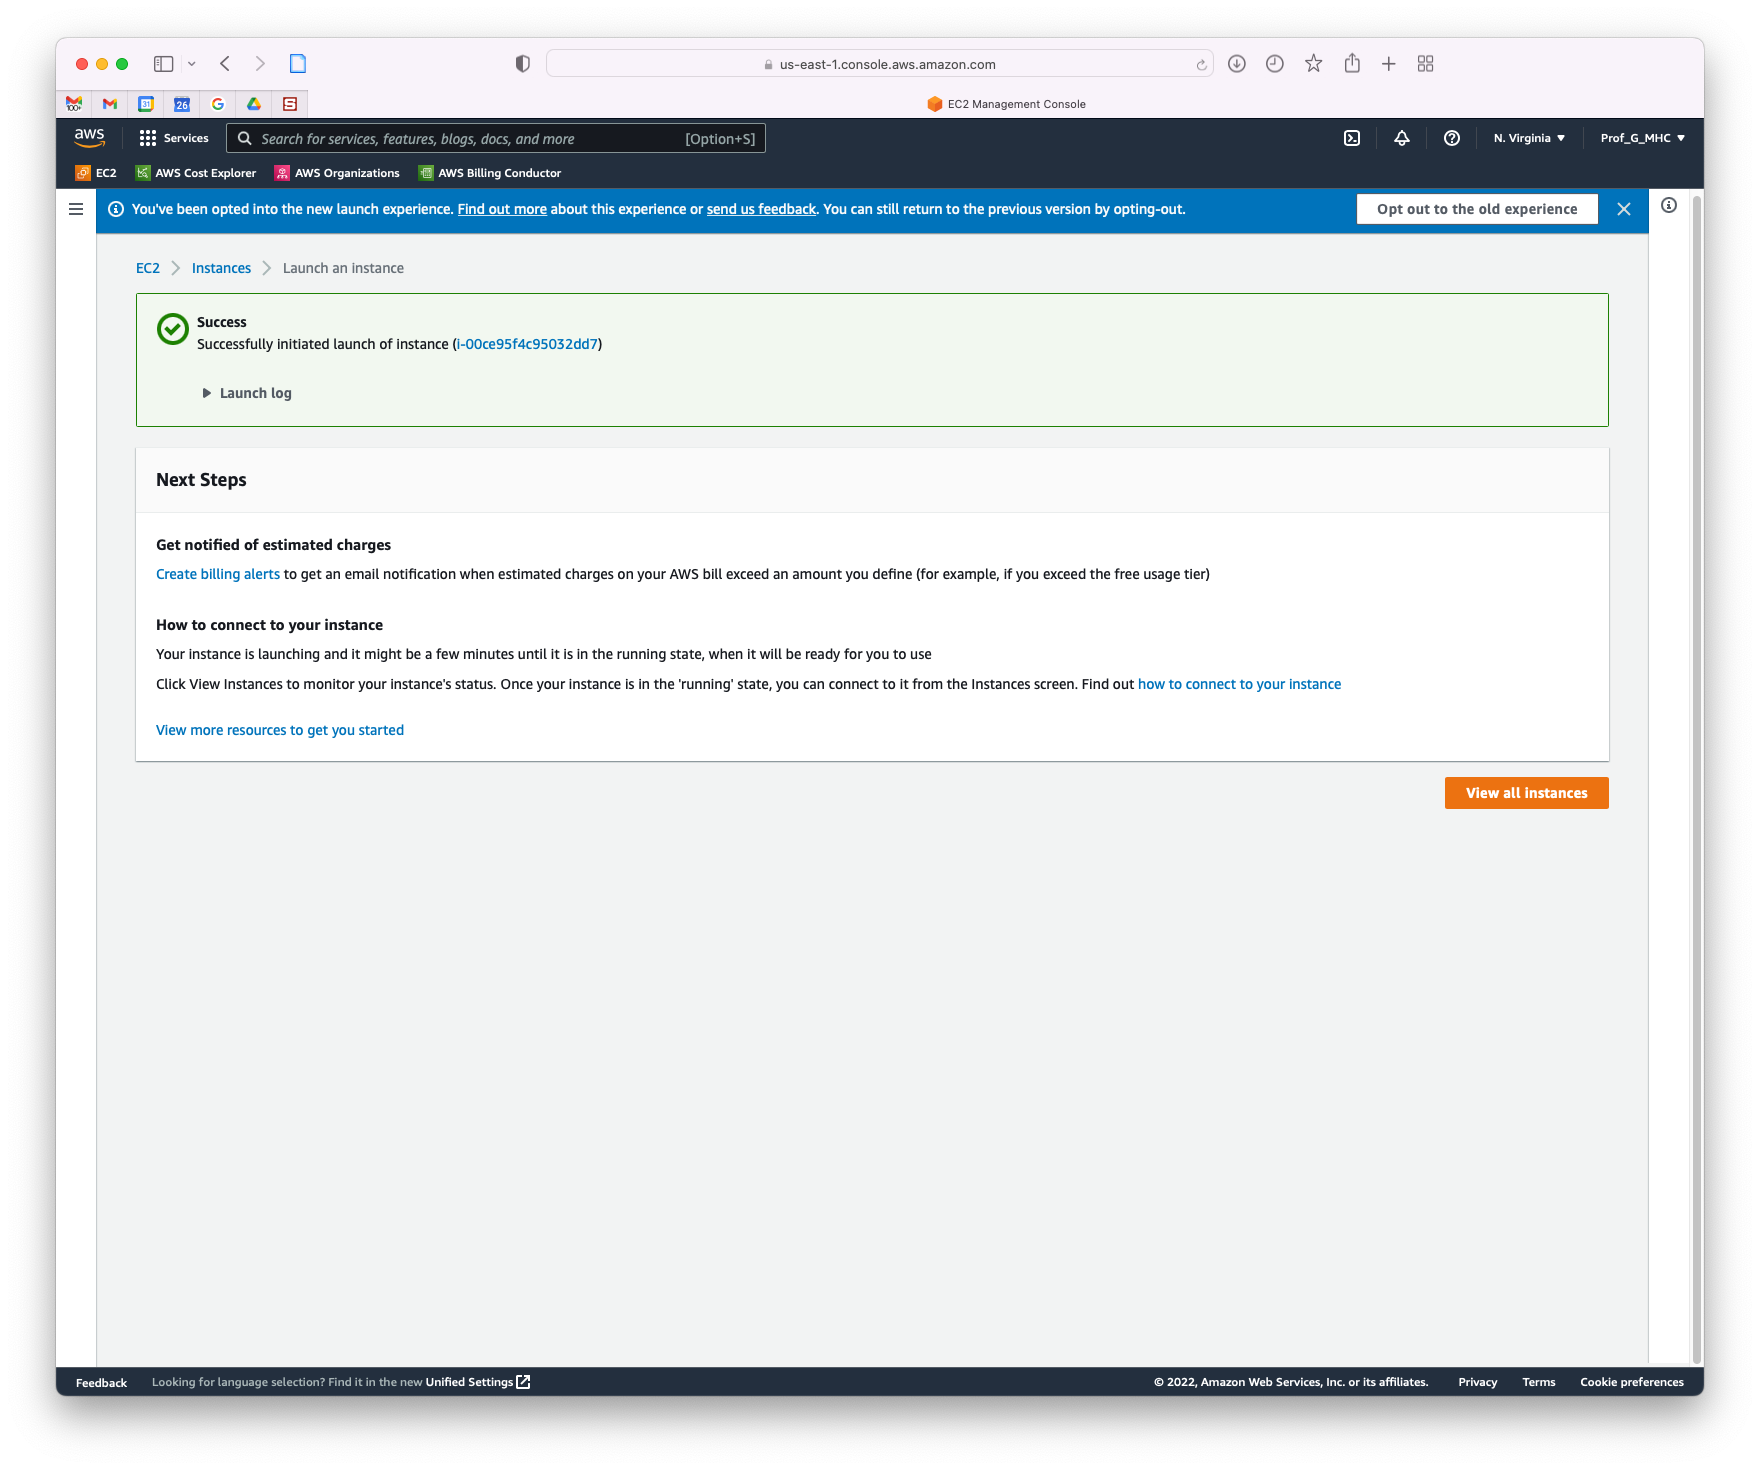 us-east-1.console.aws.amazon.com
100+
31
26
G
EC2 Management Console
aws
Services
Search for services, features, blogs, docs, and more
[Option+S]
N. Virginia
Prof_G_MHC
EC2
AWS Cost Explorer
AWS Organizations
AWS Billing Conductor
You've been opted into the new launch experience. Find out more about this experience or send us feedback. You can still return to the previous version by opting-out.
Opt out to the old experience
EC2
Instances
Launch an instance
Success
Successfully initiated launch of instance (i-00ce95f4c95032dd7)
Launch log
Next Steps
Get notified of estimated charges
Create billing alerts to get an email notification when estimated charges on your AWS bill exceed an amount you define (for example, if you exceed the free usage tier)
How to connect to your instance
Your instance is launching and it might be a few minutes until it is in the running state, when it will be ready for you to use
Click View Instances to monitor your instance's status. Once your instance is in the 'running' state, you can connect to it from the Instances screen. Find out how to connect to your instance
View more resources to get you started
View all instances
Feedback
Looking for language selection? Find it in the new Unified Settings
© 2022, Amazon Web Services, Inc. or its affiliates.
Privacy
Terms
Cookie preferences